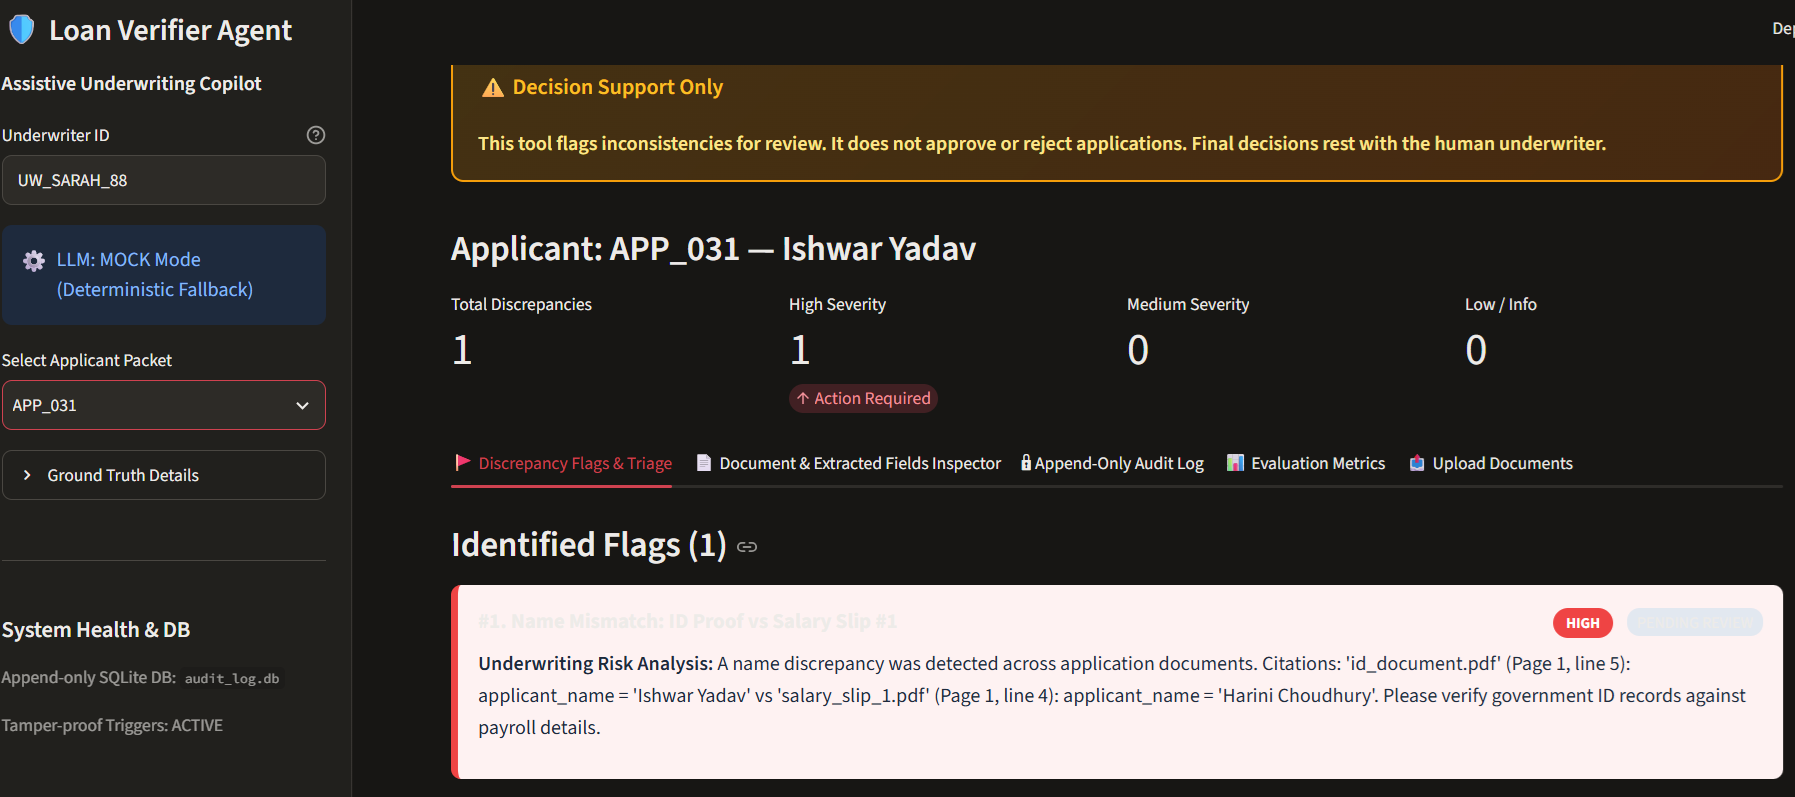 Loan Verifier Agent
Assistive Underwriting Copilot
Underwriter ID
UW_SARAH_88
LLM: MOCK Mode
(Deterministic Fallback)
Select Applicant Packet
APP_031
Ground Truth Details
System Health & DB
Append-only SQLite DB: audit_log.db
Tamper-proof Triggers: ACTIVE
Decision Support Only
This tool flags inconsistencies for review. It does not approve or reject applications. Final decisions rest with the human underwriter.
Applicant: APP_031 — Ishwar Yadav
Total Discrepancies High Severity Medium Severity Low / Info
1 1 0 0
↑ Action Required
Discrepancy Flags & Triage Document & Extracted Fields Inspector Append-Only Audit Log Evaluation Metrics Upload Documents
Identified Flags (1)
#1. Name Mismatch: ID Proof vs Salary Slip #1 HIGH PENDING REVIEW
Underwriting Risk Analysis: A name discrepancy was detected across application documents. Citations: 'id_document.pdf' (Page 1, line 5):
applicant_name = 'Ishwar Yadav' vs 'salary_slip_1.pdf' (Page 1, line 4): applicant_name = 'Harini Choudhury'. Please verify government ID records against
payroll details.